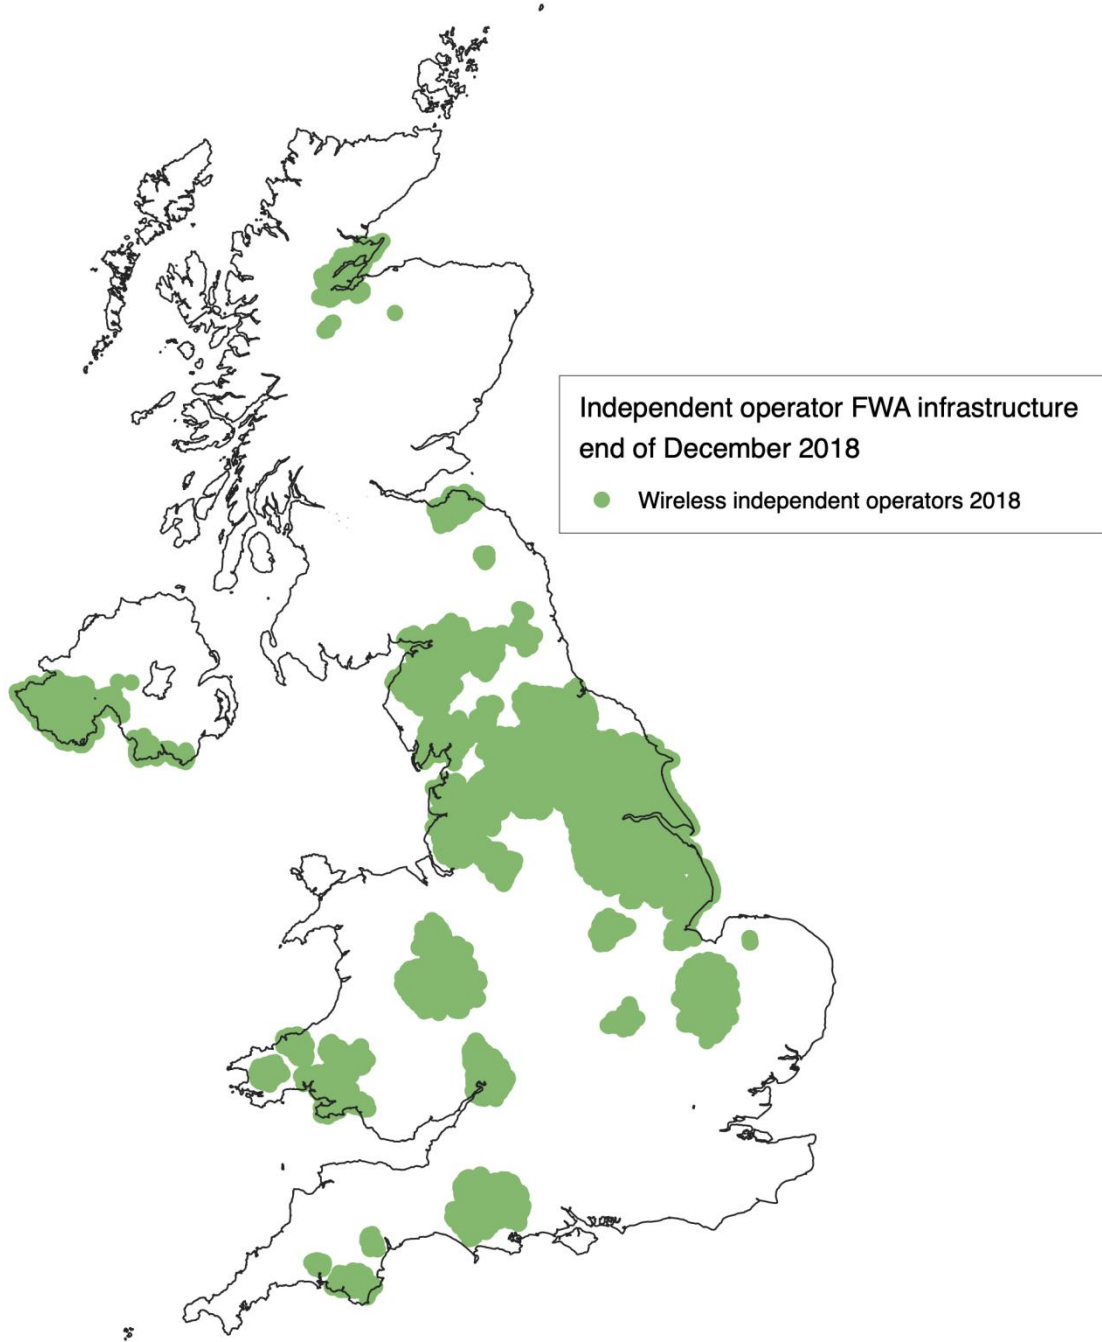 Independent operator FWA infrastructure
end of December 2018
Wireless independent operators 2018